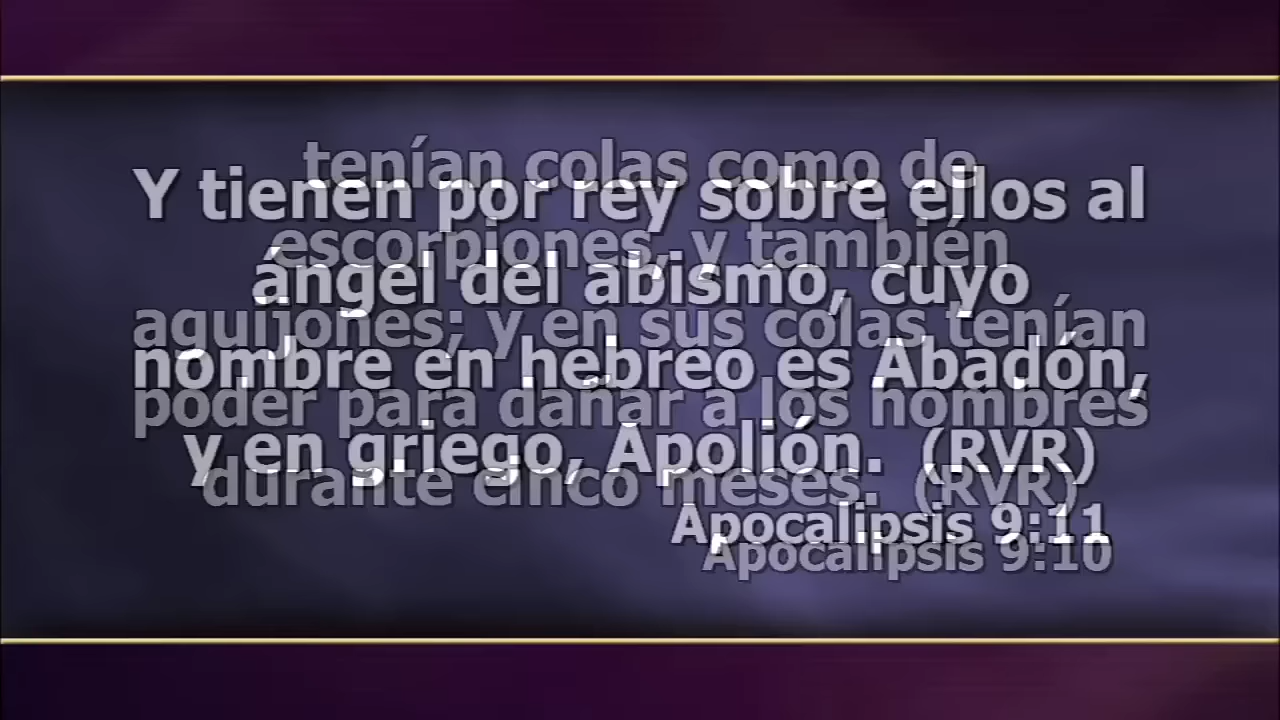 tenían colas como de
escorpiones, y también
aguijones; y en sus colas tenían
poder para dañar a los hombres
durante cinco meses. (RVR)
Apocalipsis 9:10
Y tienen por rey sobre ellos al
ángel del abismo, cuyo
nombre en hebreo es Abadón,
y en griego, Apolión. (RVR)
Apocalipsis 9:11